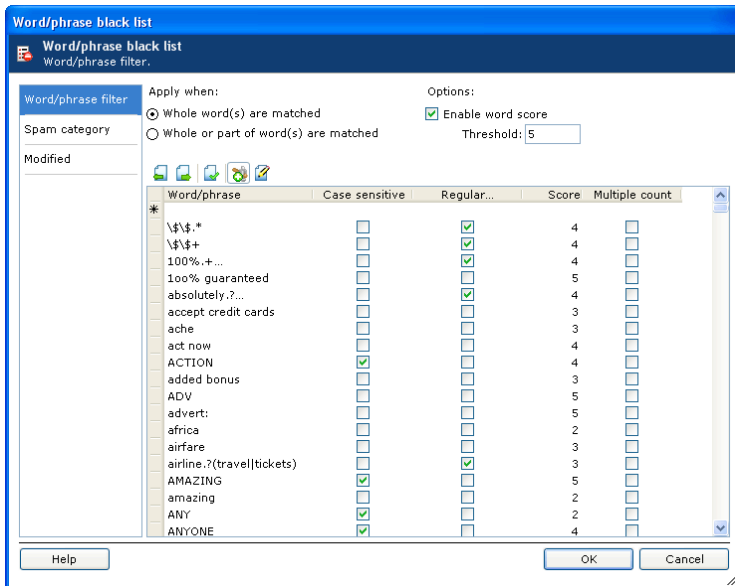 Word/phrase black list
Word/phrase black list
Word/phrase filter.
Word/phrase filter
Spam category
Modified
Apply when:
Whole word(s) are matched
Whole or part of word(s) are matched
Options:
Enable word score
Threshold: 5
Word/phrase Case sensitive Regular... Score Multiple count
*
\$\$.* 4
\$\$+ 4
100%.+... 4
1oo% guaranteed 5
absolutely.?... 4
accept credit cards 3
ache 3
act now 4
ACTION 4
added bonus 3
ADV 5
advert: 5
africa 2
airfare 3
airline.?(travel|tickets) 3
AMAZING 5
amazing 2
ANY 2
ANYONE 4
Help OK Cancel